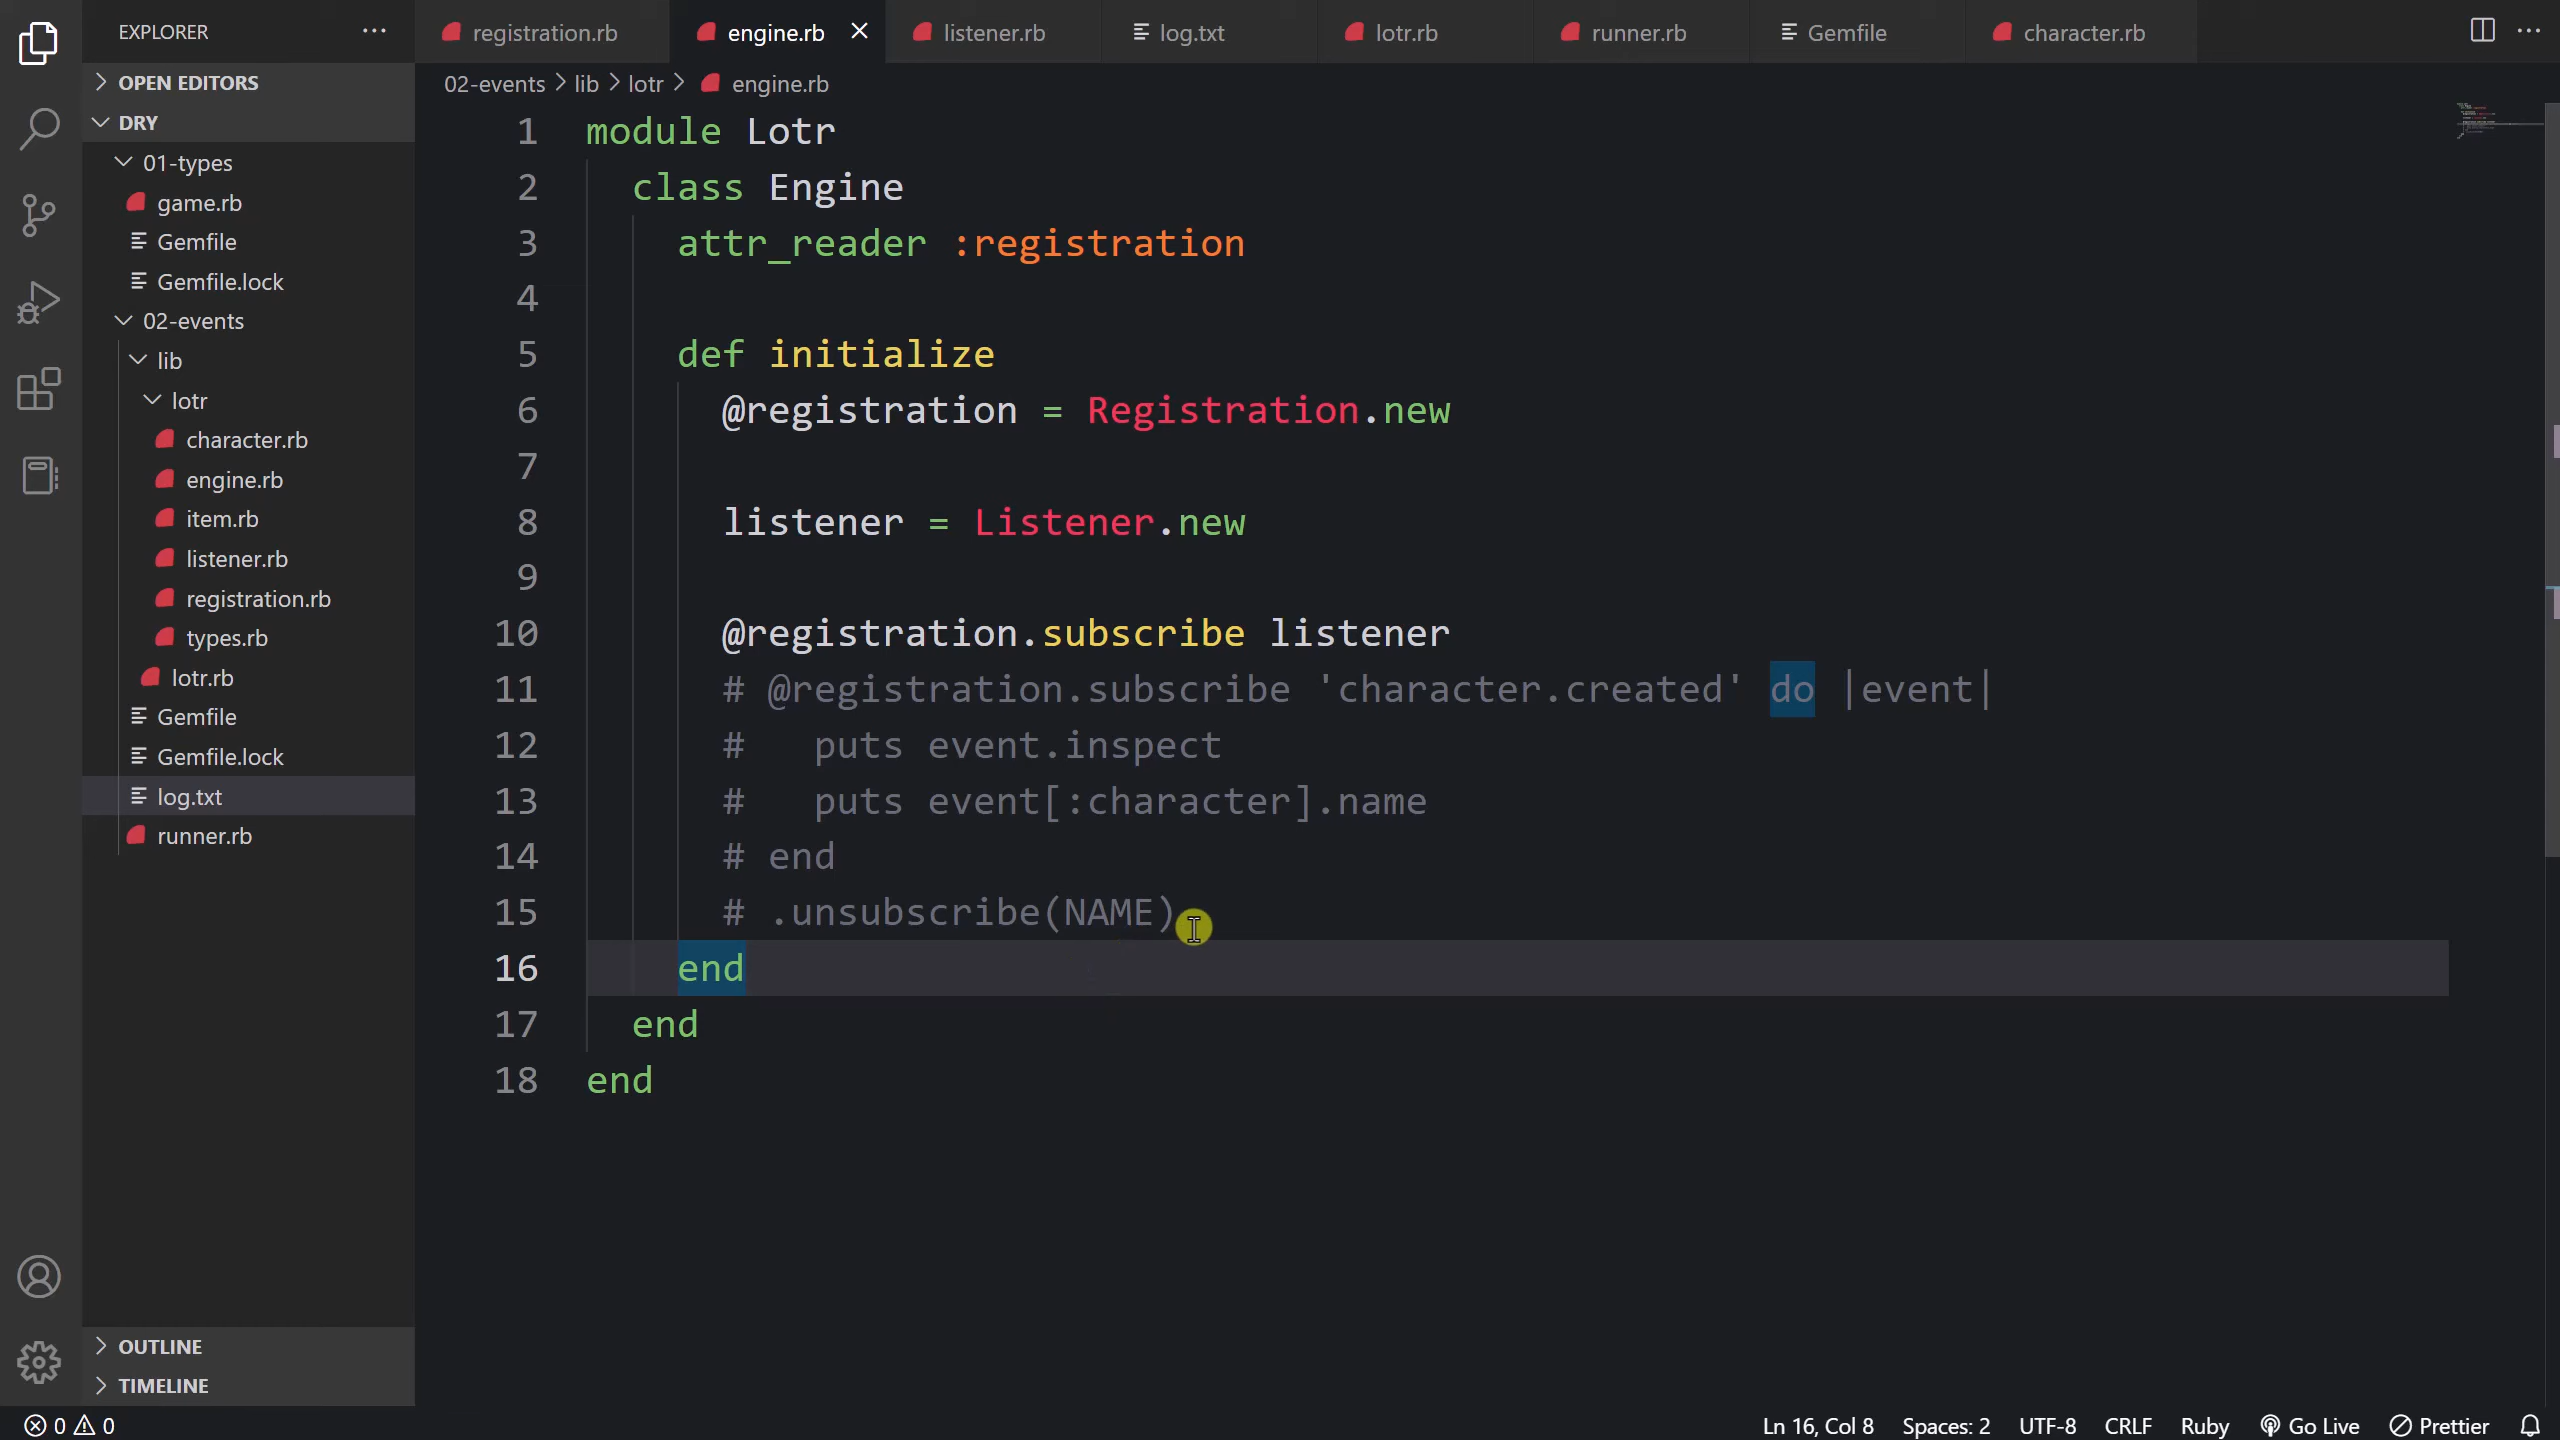 EXPLORER
registration.rb
engine.rb
listener.rb
log.txt
lotr.rb
runner.rb
Gemfile
character.rb
OPEN EDITORS
DRY
01-types
game.rb
Gemfile
Gemfile.lock
02-events
lib
lotr
character.rb
engine.rb
item.rb
listener.rb
registration.rb
types.rb
lotr.rb
Gemfile
Gemfile.lock
log.txt
runner.rb
OUTLINE
TIMELINE
02-events > lib > lotr > engine.rb
1 module Lotr
2 class Engine
3 attr_reader :registration
4
5 def initialize
6 @registration = Registration.new
7
8 listener = Listener.new
9
10 @registration.subscribe listener
11 # @registration.subscribe 'character.created' do |event|
12 # puts event.inspect
13 # puts event[:character].name
14 # end
15 # .unsubscribe(NAME)
16 end
17 end
18 end
0 0
Ln 16, Col 8 Spaces: 2 UTF-8 CRLF Ruby Go Live Prettier